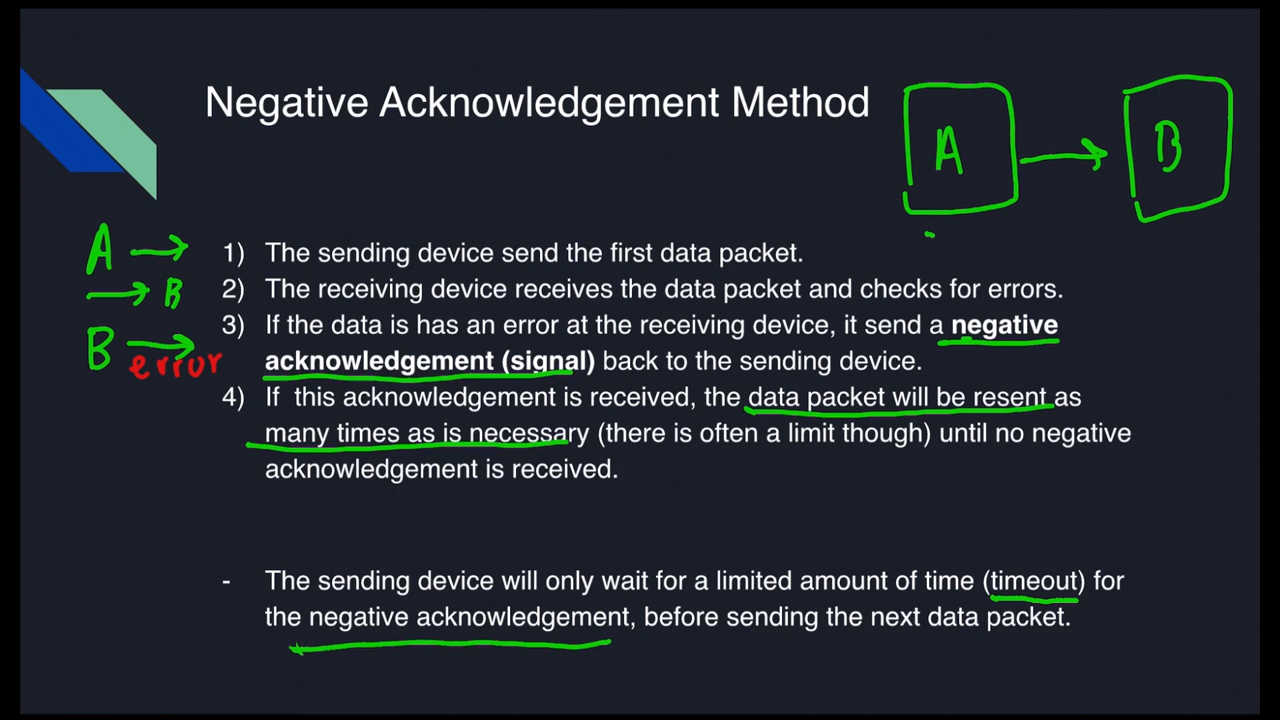 Negative Acknowledgement Method
A
B
A
1) The sending device send the first data packet.
B
2) The receiving device receives the data packet and checks for errors.
B
error
3) If the data is has an error at the receiving device, it send a negative
acknowledgement (signal) back to the sending device.
4) If this acknowledgement is received, the data packet will be resent as
many times as is necessary (there is often a limit though) until no negative
acknowledgement is received.
- The sending device will only wait for a limited amount of time (timeout) for
the negative acknowledgement, before sending the next data packet.